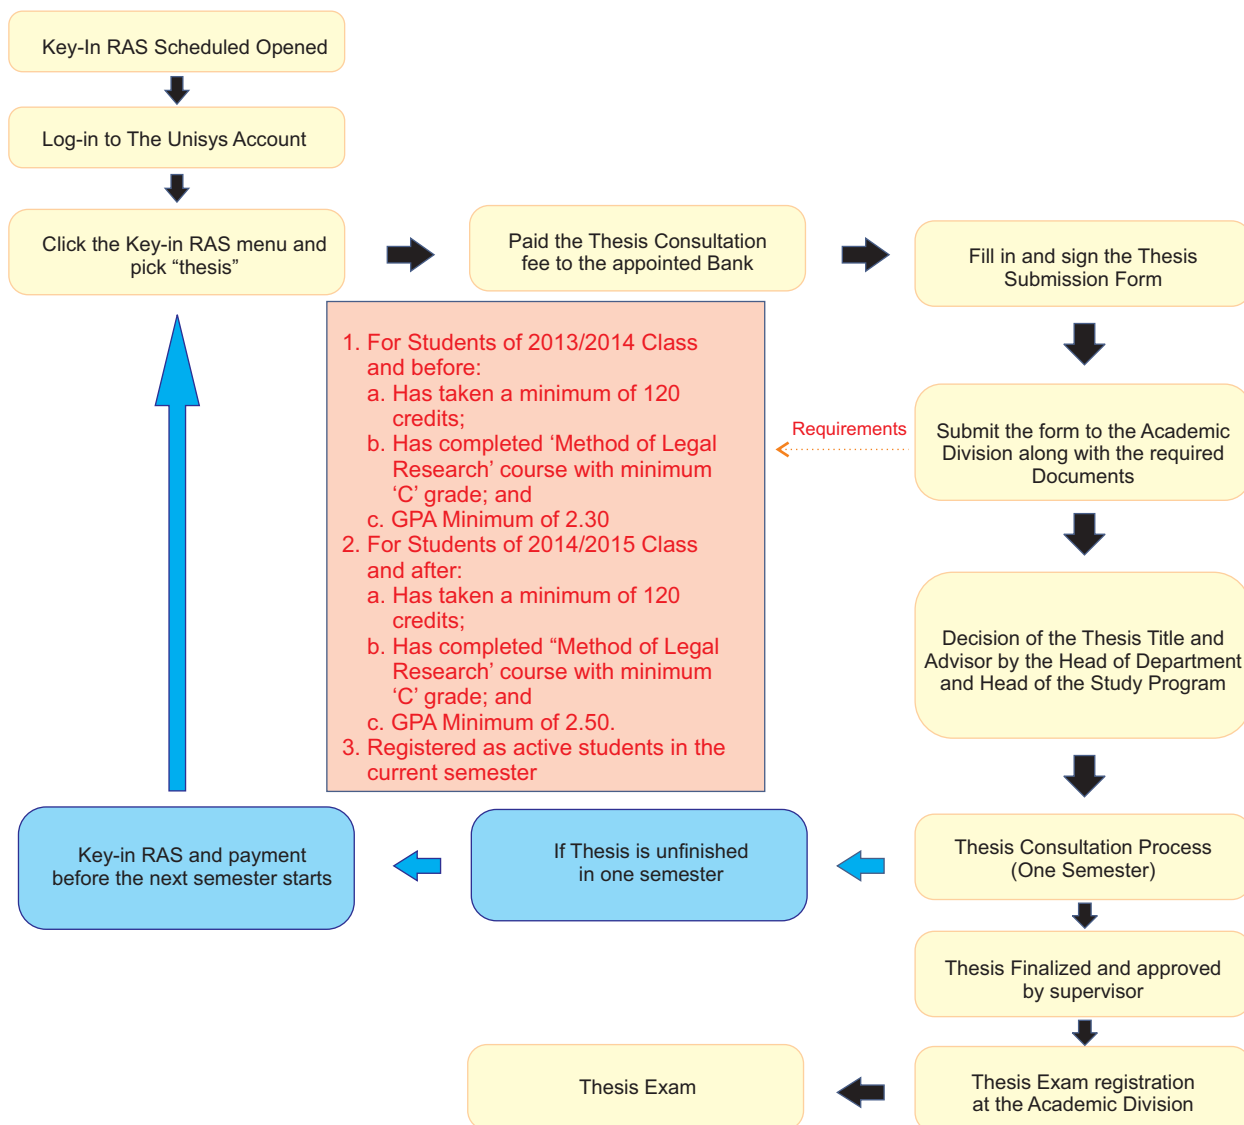 Key-In RAS Scheduled Opened
Log-in to The Unisys Account
Click the Key-in RAS menu and
pick “thesis”
Paid the Thesis Consultation
fee to the appointed Bank
Fill in and sign the Thesis
Submission Form
1. For Students of 2013/2014 Class
and before:
a. Has taken a minimum of 120
credits;
b. Has completed ‘Method of Legal
Research’ course with minimum
‘C’ grade; and
c. GPA Minimum of 2.30
2. For Students of 2014/2015 Class
and after:
a. Has taken a minimum of 120
credits;
b. Has completed “Method of Legal
Research’ course with minimum
‘C’ grade; and
c. GPA Minimum of 2.50.
3. Registered as active students in the
current semester
Requirements
Submit the form to the Academic
Division along with the required
Documents
Decision of the Thesis Title and
Advisor by the Head of Department
and Head of the Study Program
Thesis Consultation Process
(One Semester)
If Thesis is unfinished
in one semester
Key-in RAS and payment
before the next semester starts
Thesis Finalized and approved
by supervisor
Thesis Exam registration
at the Academic Division
Thesis Exam